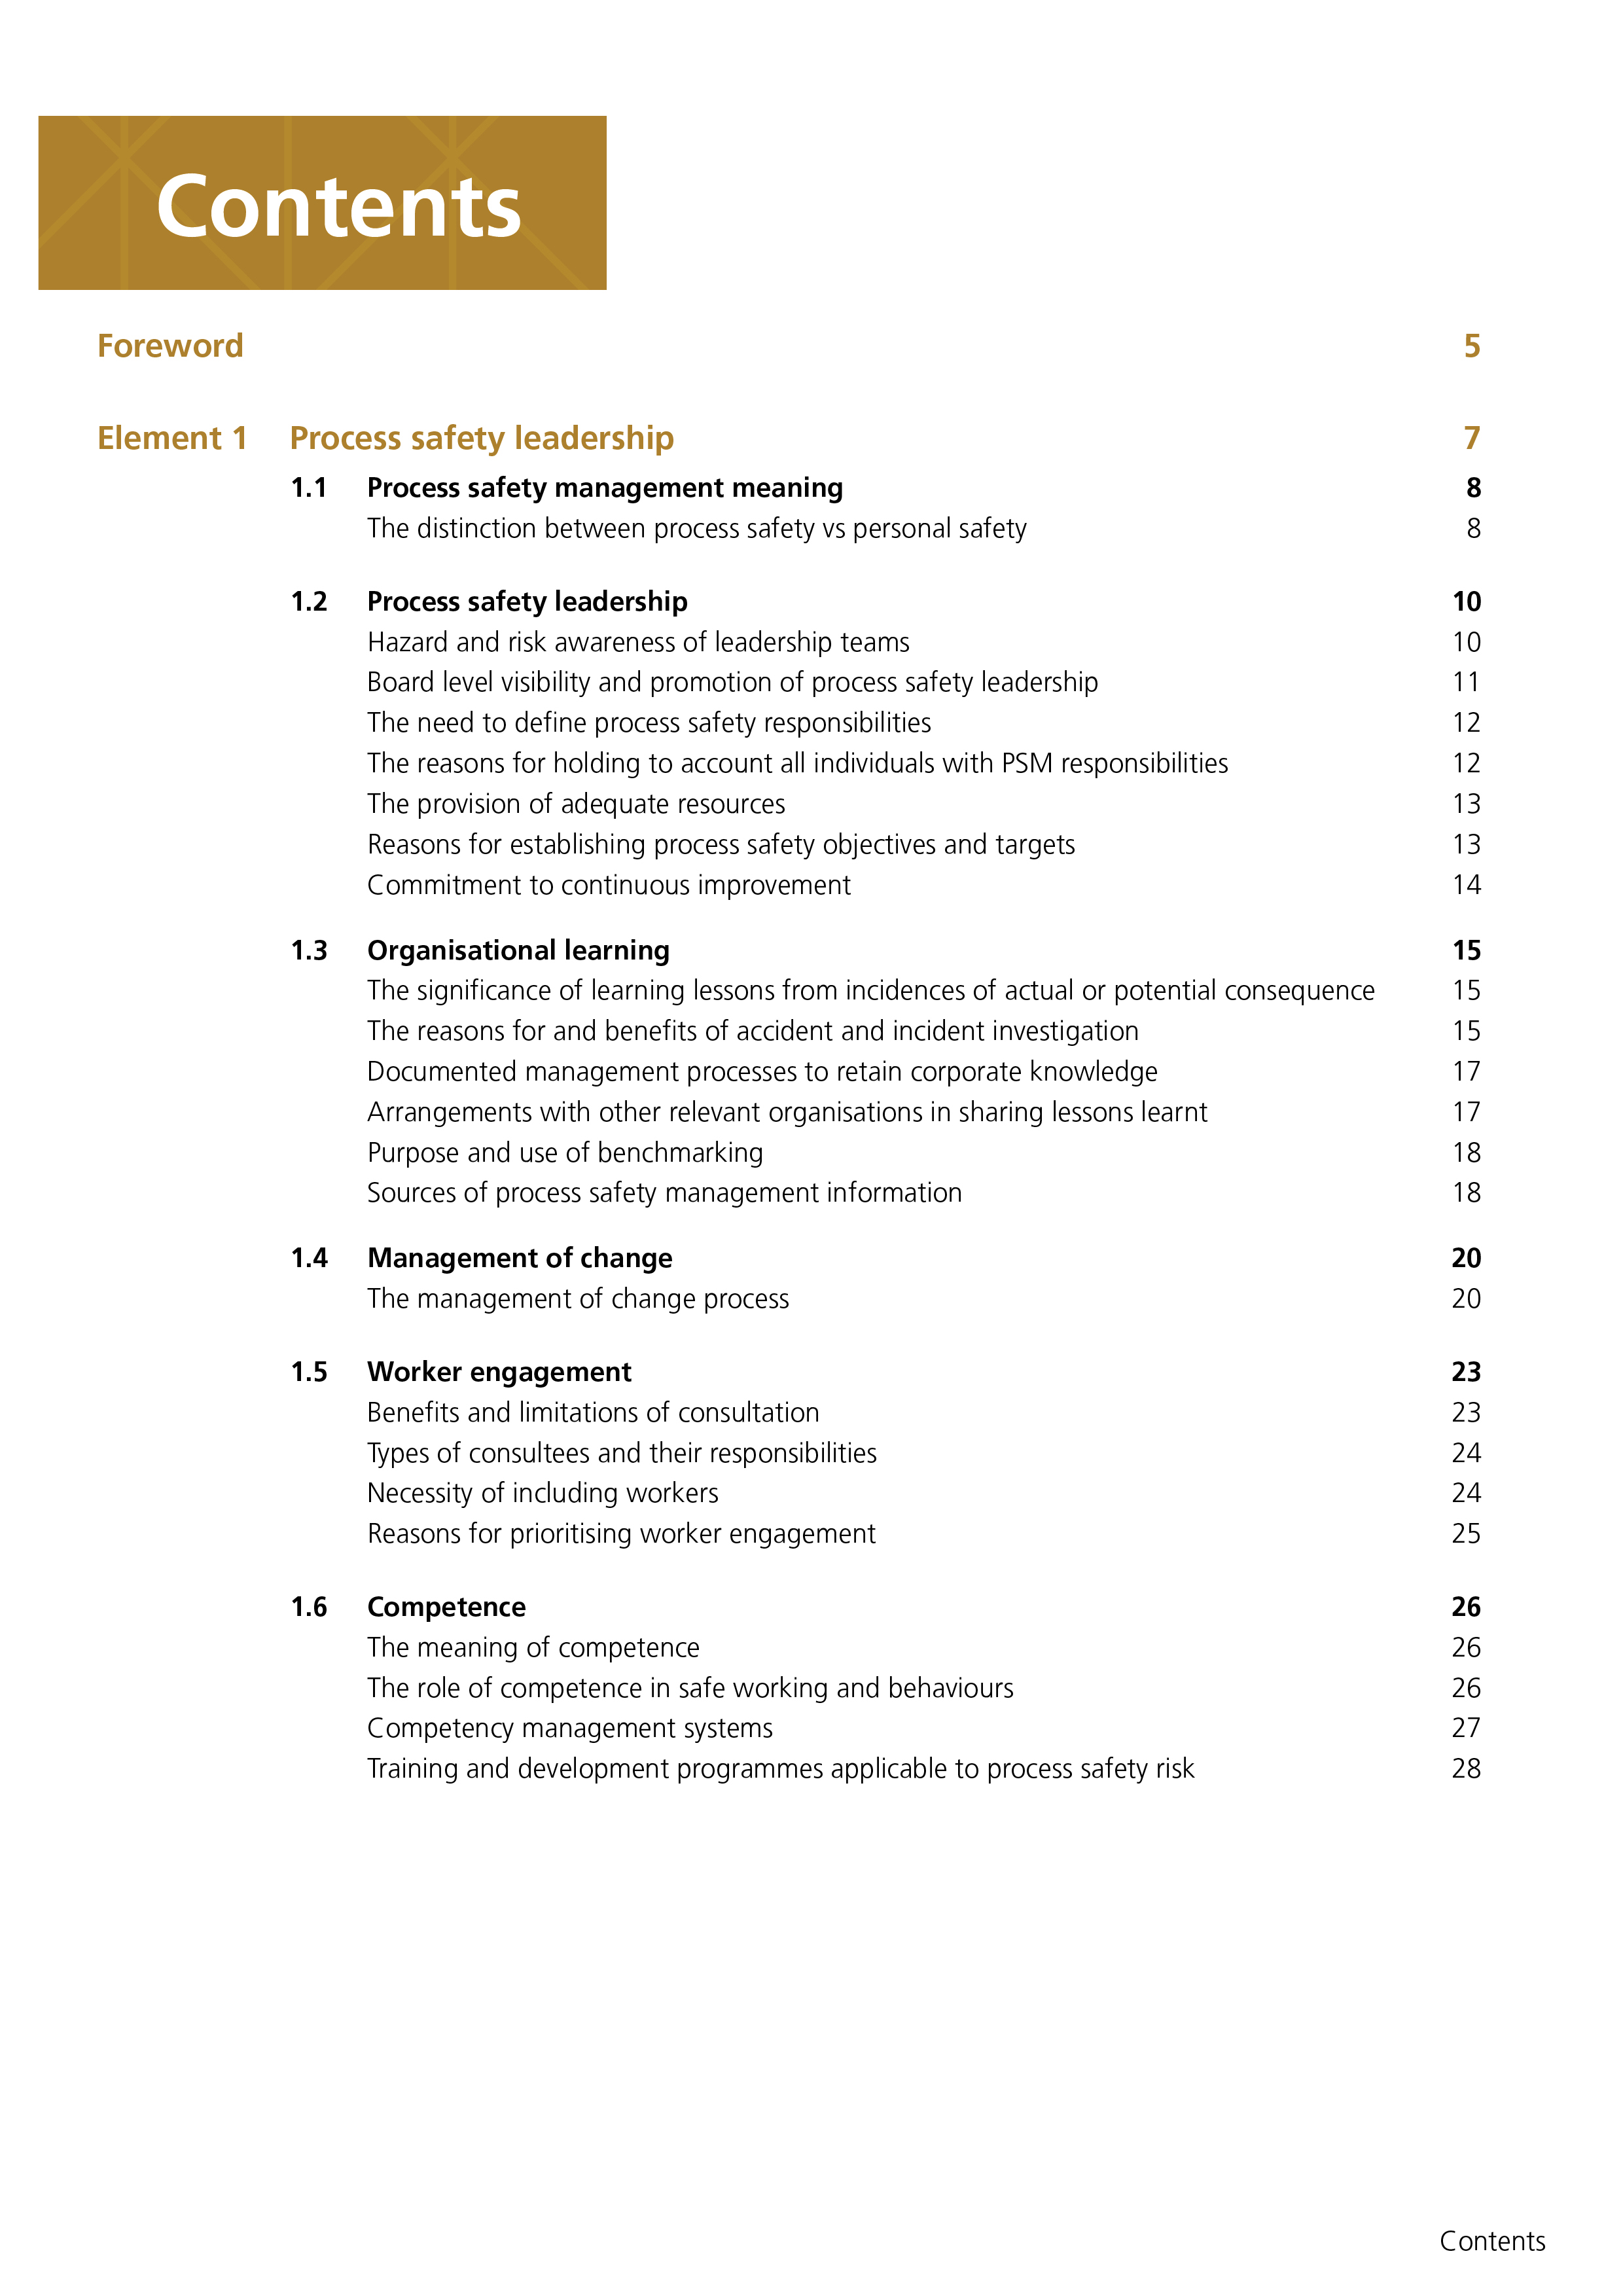 Contents
Foreword 5
Element 1 Process safety leadership 7
1.1 Process safety management meaning 8
The distinction between process safety vs personal safety 8
1.2 Process safety leadership 10
Hazard and risk awareness of leadership teams 10
Board level visibility and promotion of process safety leadership 11
The need to define process safety responsibilities 12
The reasons for holding to account all individuals with PSM responsibilities 12
The provision of adequate resources 13
Reasons for establishing process safety objectives and targets 13
Commitment to continuous improvement 14
1.3 Organisational learning 15
The significance of learning lessons from incidences of actual or potential consequence 15
The reasons for and benefits of accident and incident investigation 15
Documented management processes to retain corporate knowledge 17
Arrangements with other relevant organisations in sharing lessons learnt 17
Purpose and use of benchmarking 18
Sources of process safety management information 18
1.4 Management of change 20
The management of change process 20
1.5 Worker engagement 23
Benefits and limitations of consultation 23
Types of consultees and their responsibilities 24
Necessity of including workers 24
Reasons for prioritising worker engagement 25
1.6 Competence 26
The meaning of competence 26
The role of competence in safe working and behaviours 26
Competency management systems 27
Training and development programmes applicable to process safety risk 28
Contents